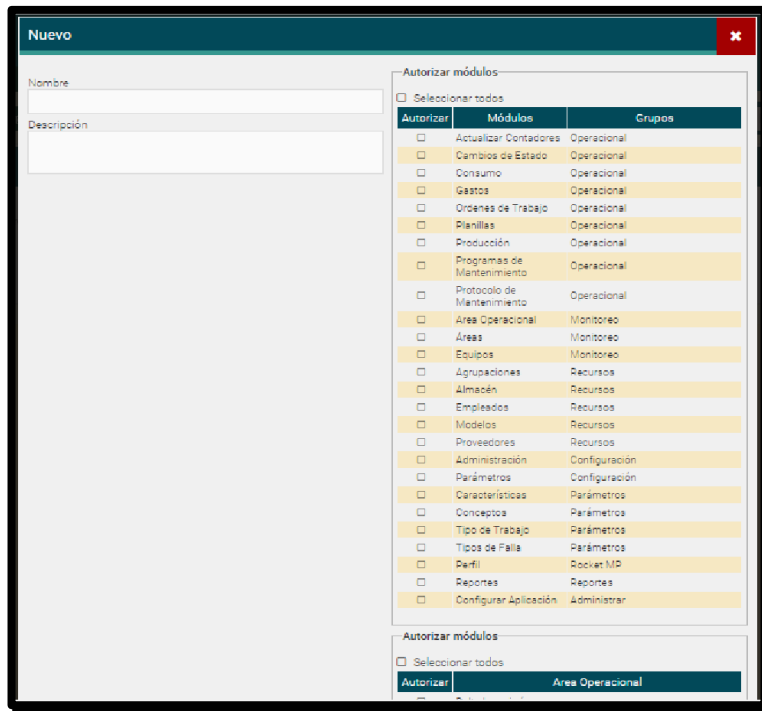 Nuevo
Nombre
Descripción
Autorizar módulos
Seleccionar todos
Autorizar Módulos Grupos
Actualizar Contadores Operacional
Cambios de Estado Operacional
Consumo Operacional
Gastos Operacional
Ordenes de Trabajo Operacional
Planillas Operacional
Producción Operacional
Programas de
Mantenimiento Operacional
Protocolo de
Mantenimiento Operacional
Area Operacional Monitoreo
Áreas Monitoreo
Equipos Monitoreo
Agrupaciones Recursos
Almacén Recursos
Empleados Recursos
Modelos Recursos
Proveedores Recursos
Administración Configuración
Parámetros Configuración
Características Parámetros
Conceptos Parámetros
Tipo de Trabajo Parámetros
Tipos de Falla Parámetros
Perfil Rocket MP
Reportes Reportes
Configurar Aplicación Administrar
Autorizar módulos
Seleccionar todos
Autorizar Area Operacional